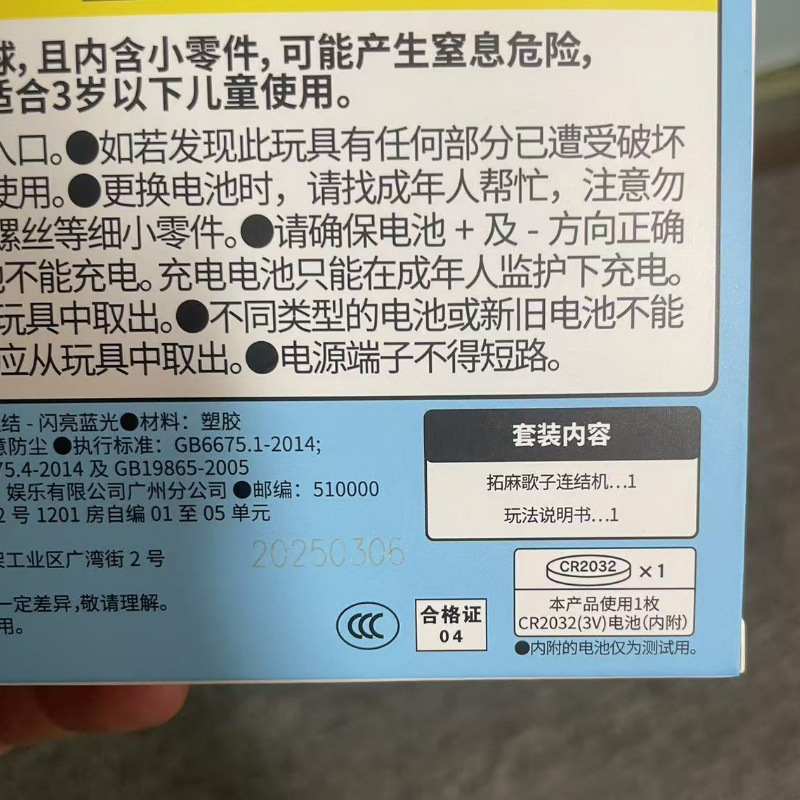 球, 且内含小零件, 可能产生窒息危险,
适合3岁以下儿童使用。
入口。●如若发现此玩具有任何部分已遭受破坏
使用。●更换电池时，请找成年人帮忙，注意勿
螺丝等细小零件。●请确保电池 + 及 - 方向正确
池不能充电。充电电池只能在成年人监护下充电。
玩具中取出。●不同类型的电池或新旧电池不能
应从玩具中取出。●电源端子不得短路。
结 - 闪亮蓝光●材料：塑胶
意防尘 ●执行标准：GB6675.1-2014;
75.4-2014 及 GB19865-2005
娱乐有限公司广州分公司 ●邮编：510000
2 号 1201 房自编 01 至 05 单元
工业区广湾街 2 号
20250306
一定差异,敬请理解。
用。
CCC
合格证
04
套装内容
拓麻歌子连结机...1
玩法说明书...1
CR2032 ×1
本产品使用1枚
CR2032(3V)电池(内附)
●内附的电池仅为测试用。